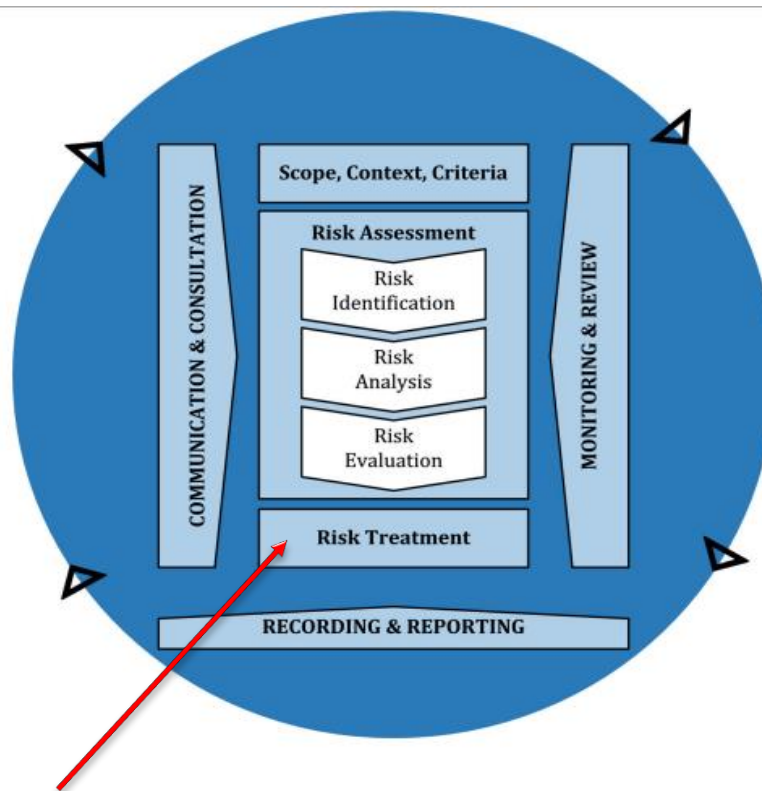 Scope, Context, Criteria
Risk Assessment
Risk
Identification
Risk
Analysis
Risk
Evaluation
Risk Treatment
COMMUNICATION & CONSULTATION
MONITORING & REVIEW
RECORDING & REPORTING